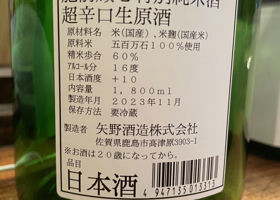 超辛口生原酒
原材料名 米(国産)、米麹(国産)
原料米 五百万石100%使用
精米歩合 60%
アルコール分 16度
日本酒度 +10
内容量 1,800ml
製造年月 2023年11月
保存方法 要冷蔵
製造者 矢野酒造株式会社
佐賀県鹿島市高津原3903-1
※お酒は20歳になってから。
品目
日本酒
4 947135 013313